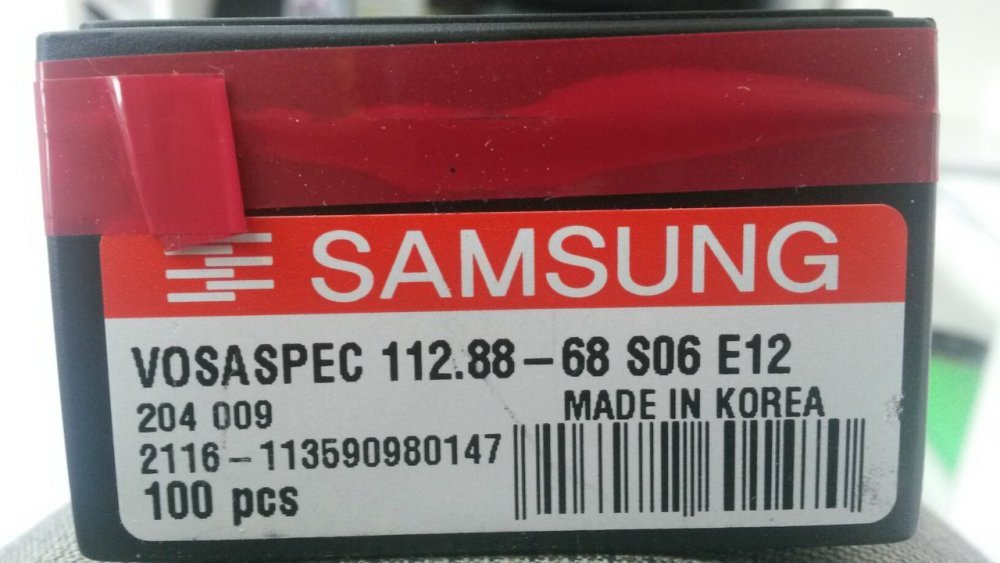 SAMSUNG
VOSASPEC 112.88-68 S06 E12
204 009
MADE IN KOREA
2116-113590980147
100 pcs